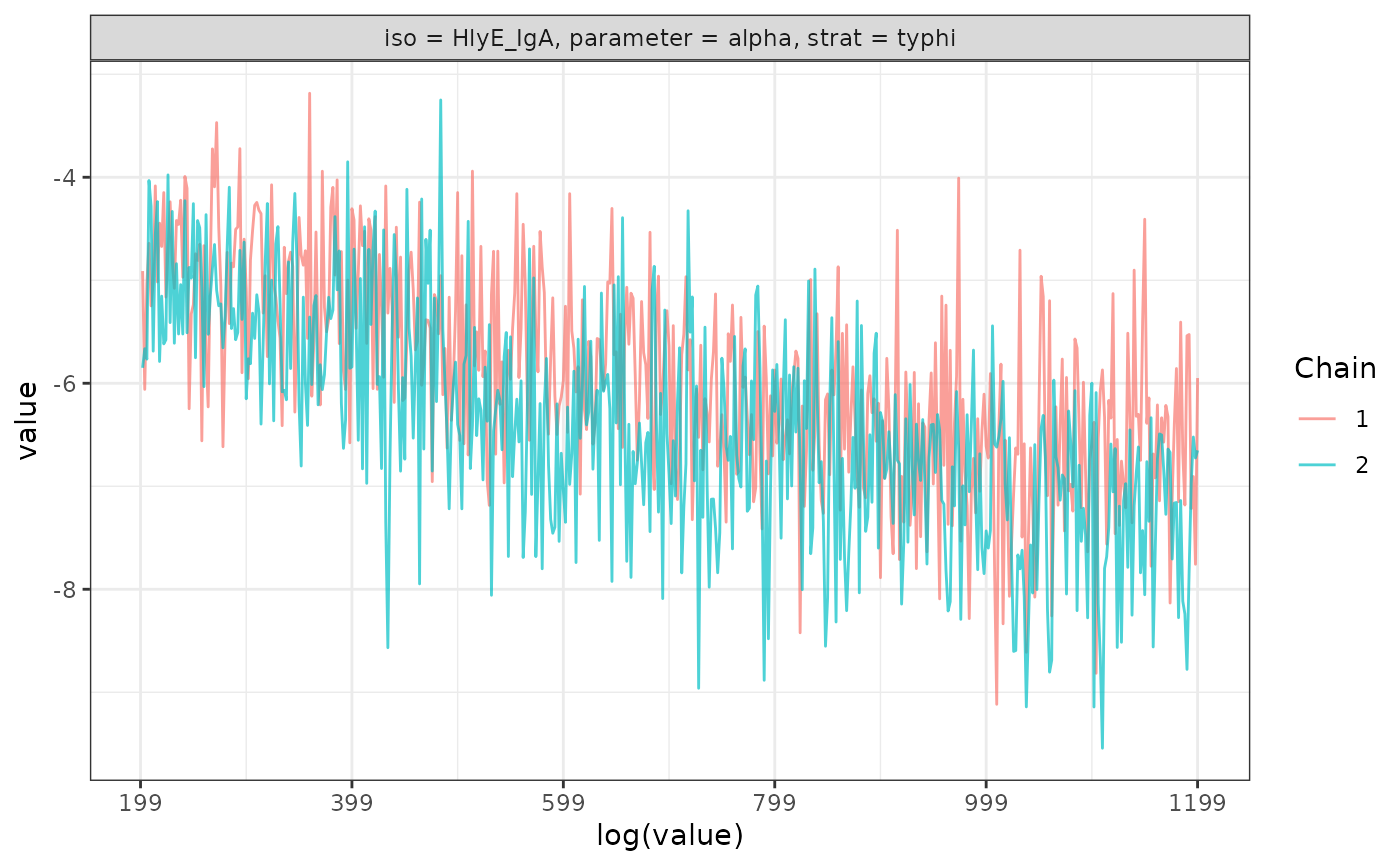 iso = HlyE_IgA, parameter = alpha, strat = typhi
value
-4
-6
-8
199 399 599 799 999 1199
log(value)
Chain
1
2